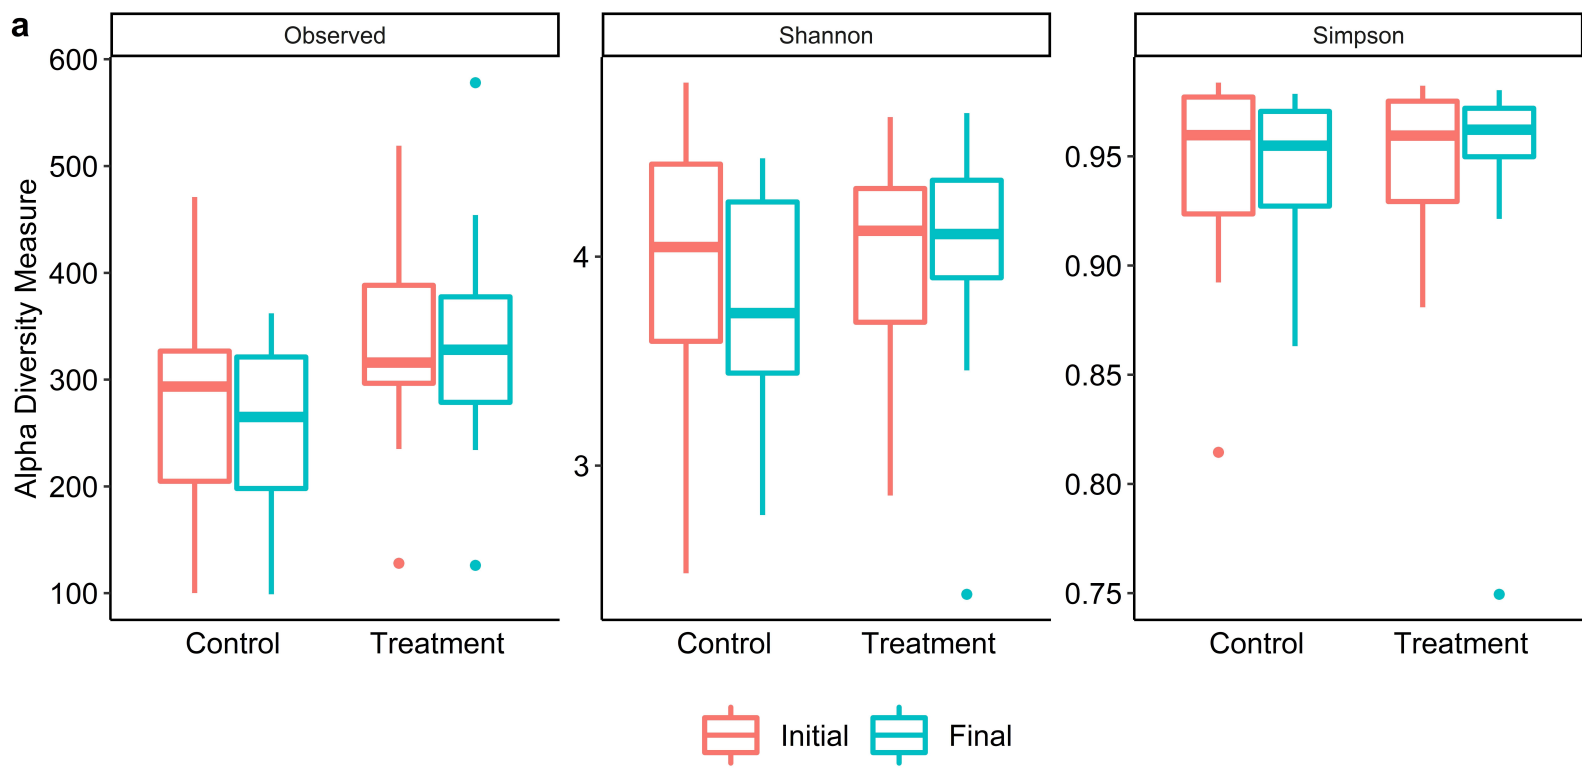 a
Observed
Shannon
Simpson
Alpha Diversity Measure
600
500
400
300
200
100
4
3
0.95
0.90
0.85
0.80
0.75
Control
Treatment
Control
Treatment
Control
Treatment
Initial
Final